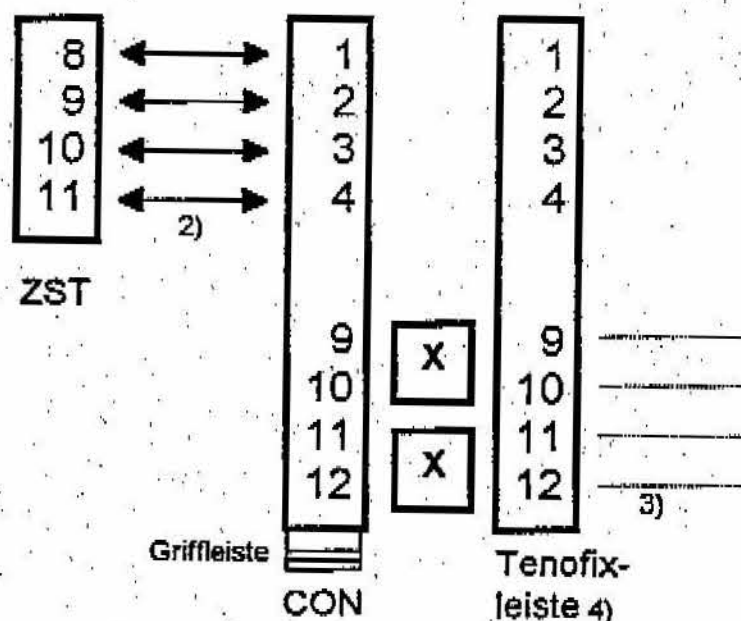 8 1 1
9 2 2
10 3 3
11 4 4
2)
ZST
9 X 9
10 10
11 X 11
12 12
3)
Griffleiste
CON
Tenofix-
leiste 4)